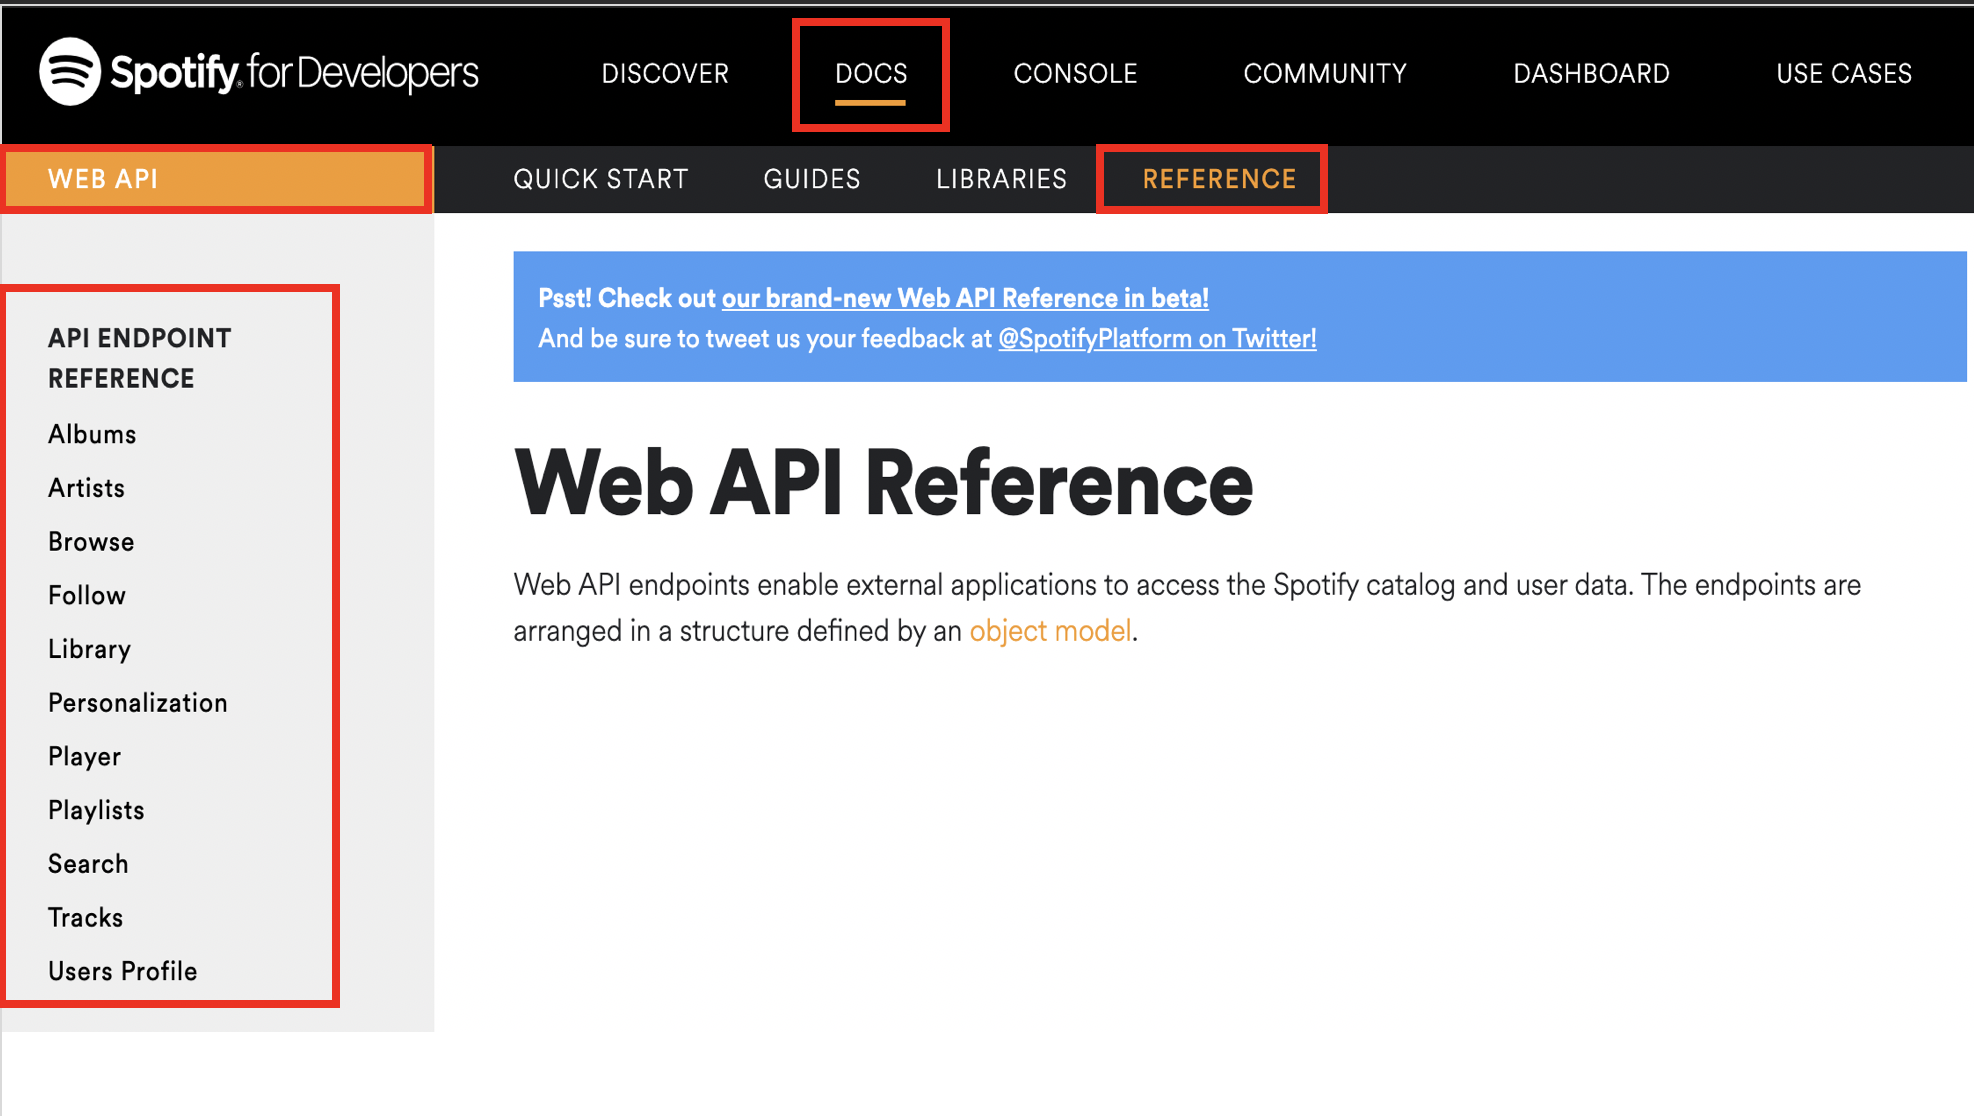 Spotify® for Developers
DISCOVER
DOCS
CONSOLE
COMMUNITY
DASHBOARD
USE CASES
WEB API
QUICK START
GUIDES
LIBRARIES
REFERENCE
API ENDPOINT
REFERENCE
Albums
Artists
Browse
Follow
Library
Personalization
Player
Playlists
Search
Tracks
Users Profile
Psst! Check out our brand-new Web API Reference in beta!
And be sure to tweet us your feedback at @SpotifyPlatform on Twitter!
Web API Reference
Web API endpoints enable external applications to access the Spotify catalog and user data. The endpoints are
arranged in a structure defined by an object model.